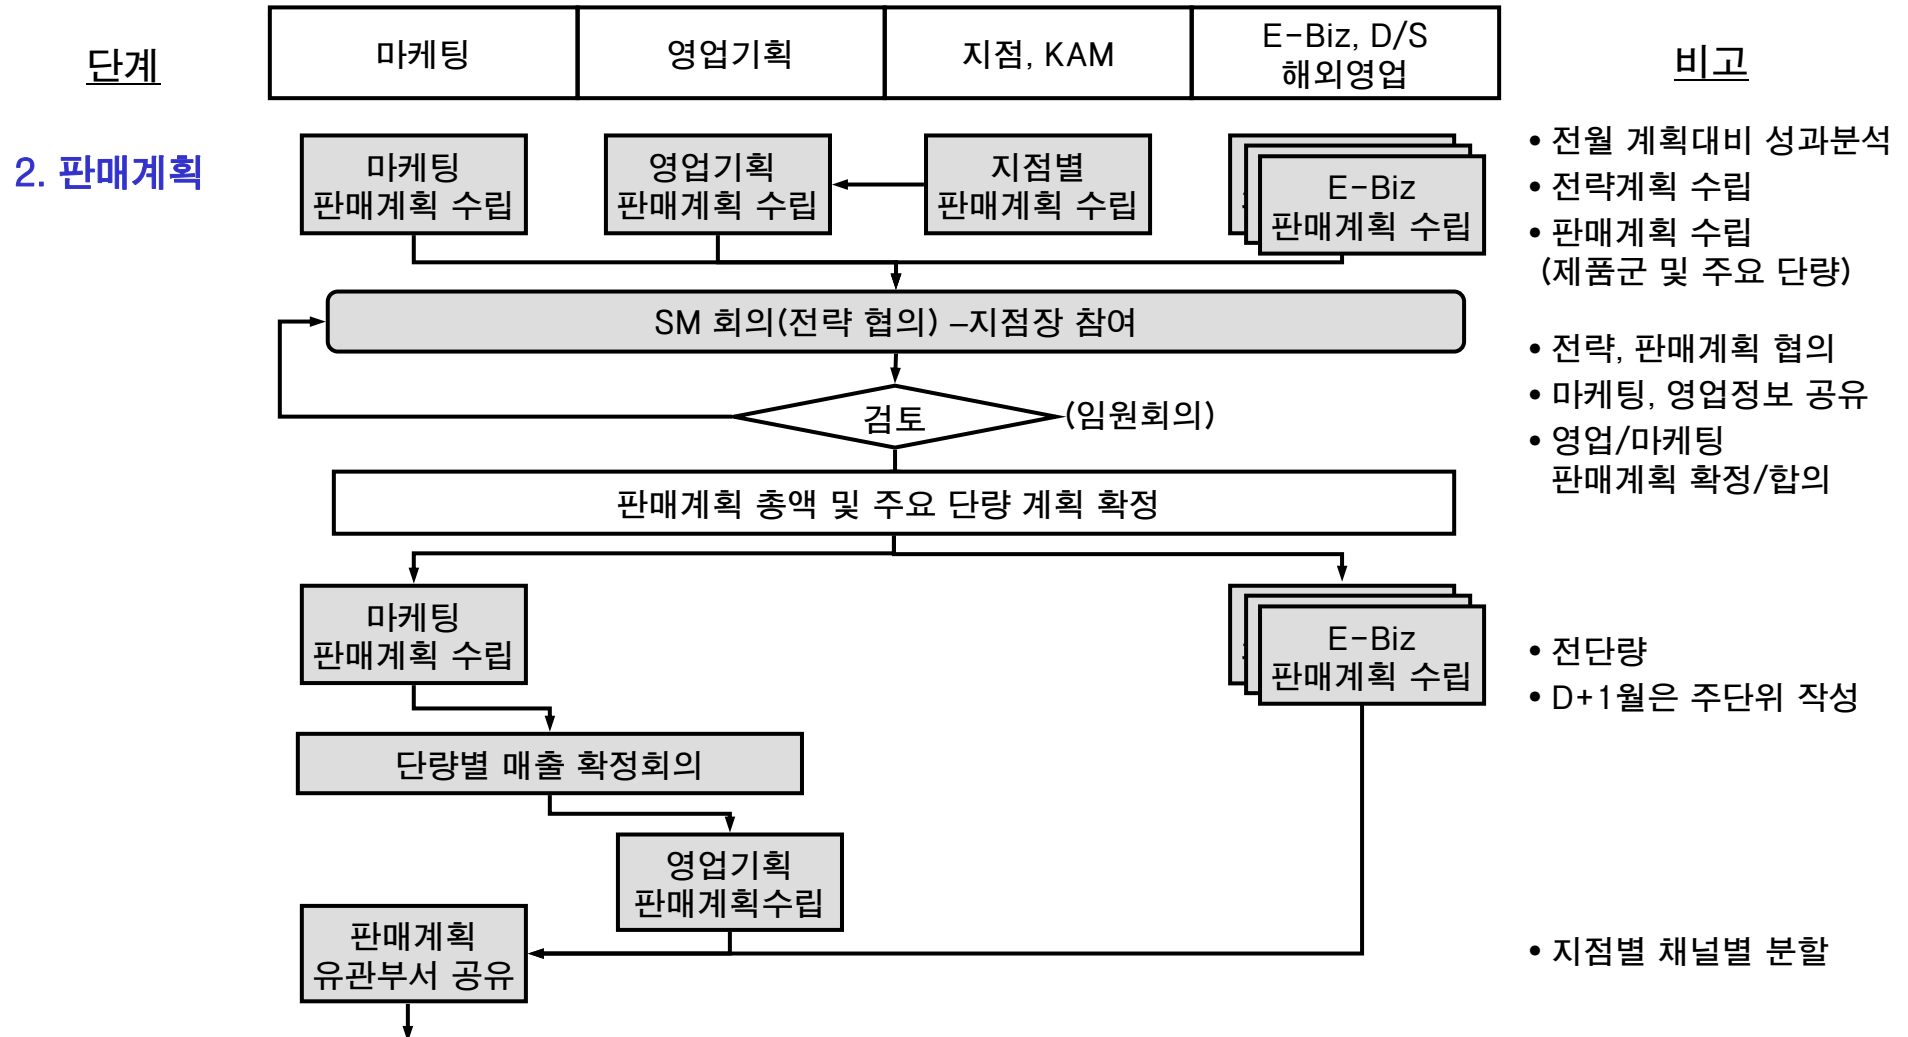 단계
마케팅
영업기획
지점, KAM
E-Biz, D/S
해외영업
비고
2. 판매계획
마케팅
판매계획 수립
영업기획
판매계획 수립
지점별
판매계획 수립
E-Biz
판매계획 수립
• 전월 계획대비 성과분석
• 전략계획 수립
• 판매계획 수립
(제품군 및 주요 단량)
SM 회의(전략 협의) –지점장 참여
• 전략, 판매계획 협의
• 마케팅, 영업정보 공유
• 영업/마케팅
판매계획 확정/합의
검토
(임원회의)
판매계획 총액 및 주요 단량 계획 확정
마케팅
판매계획 수립
E-Biz
판매계획 수립
• 전단량
• D+1월은 주단위 작성
단량별 매출 확정회의
영업기획
판매계획수립
판매계획
유관부서 공유
• 지점별 채널별 분할